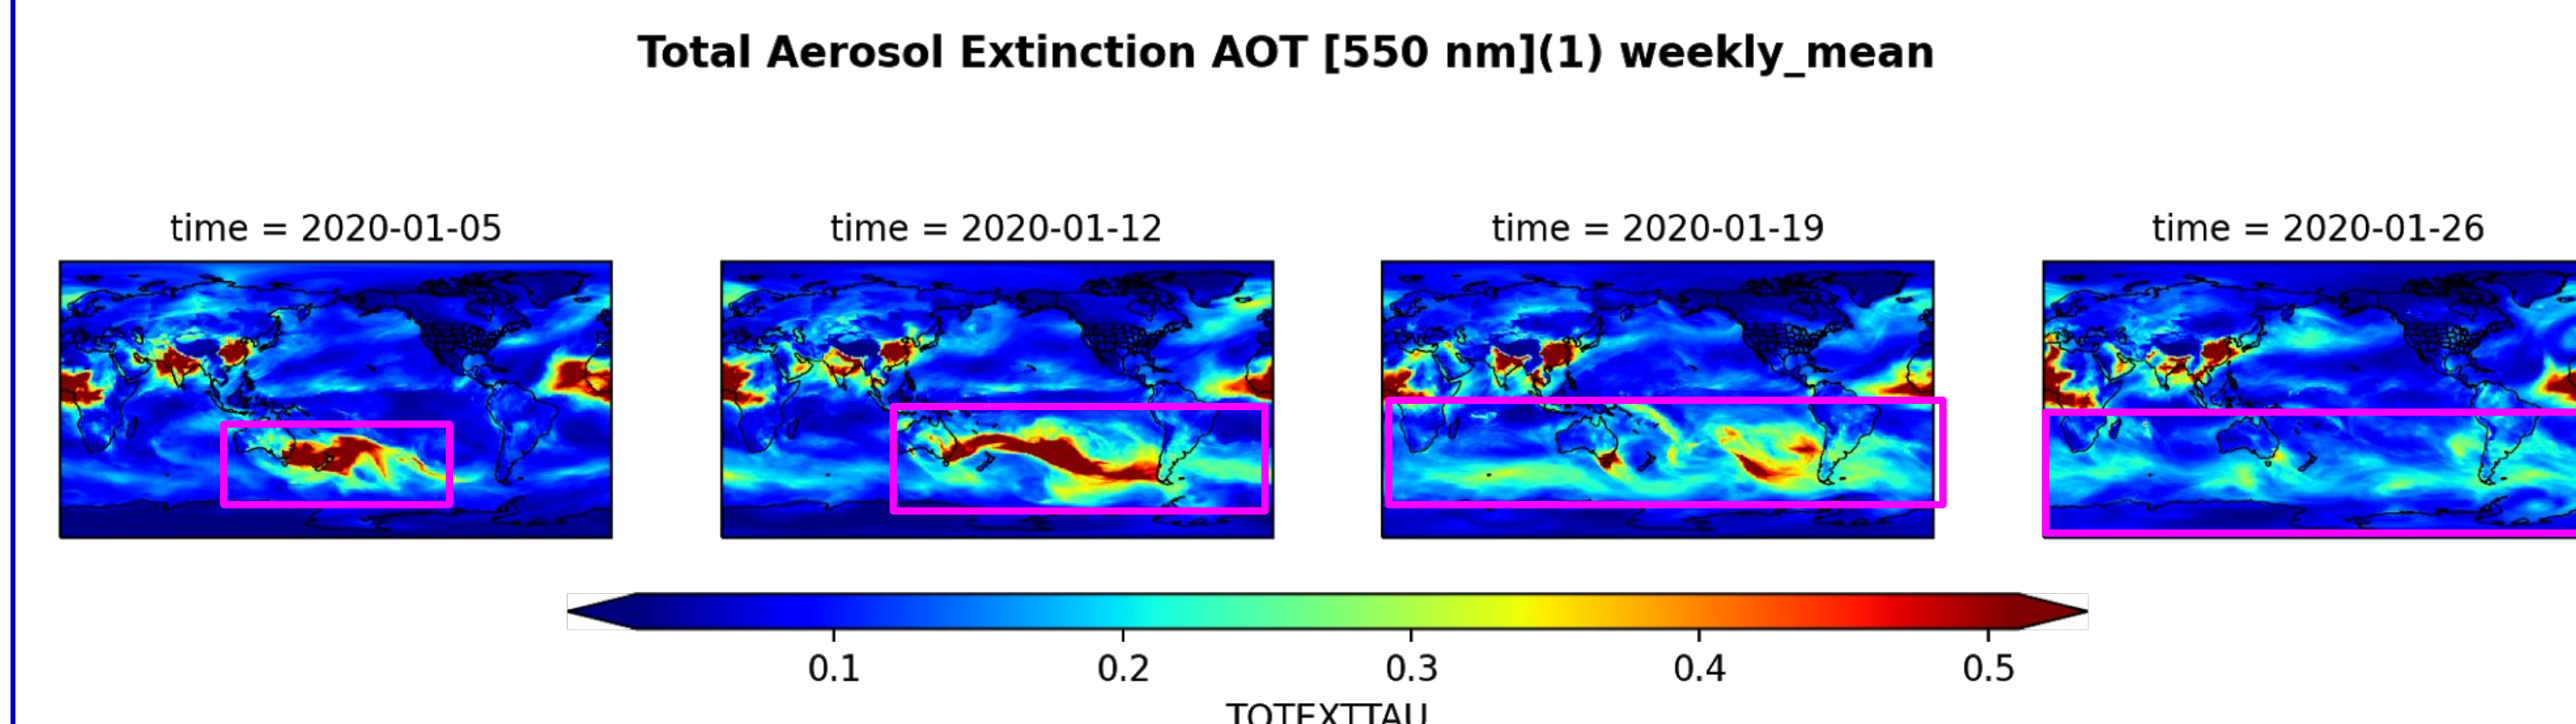 Total Aerosol Extinction AOT [550 nm](1) weekly_mean
time = 2020-01-05
time = 2020-01-12
time = 2020-01-19
time = 2020-01-26
0.1 0.2 0.3 0.4 0.5
TOTEXTTAU